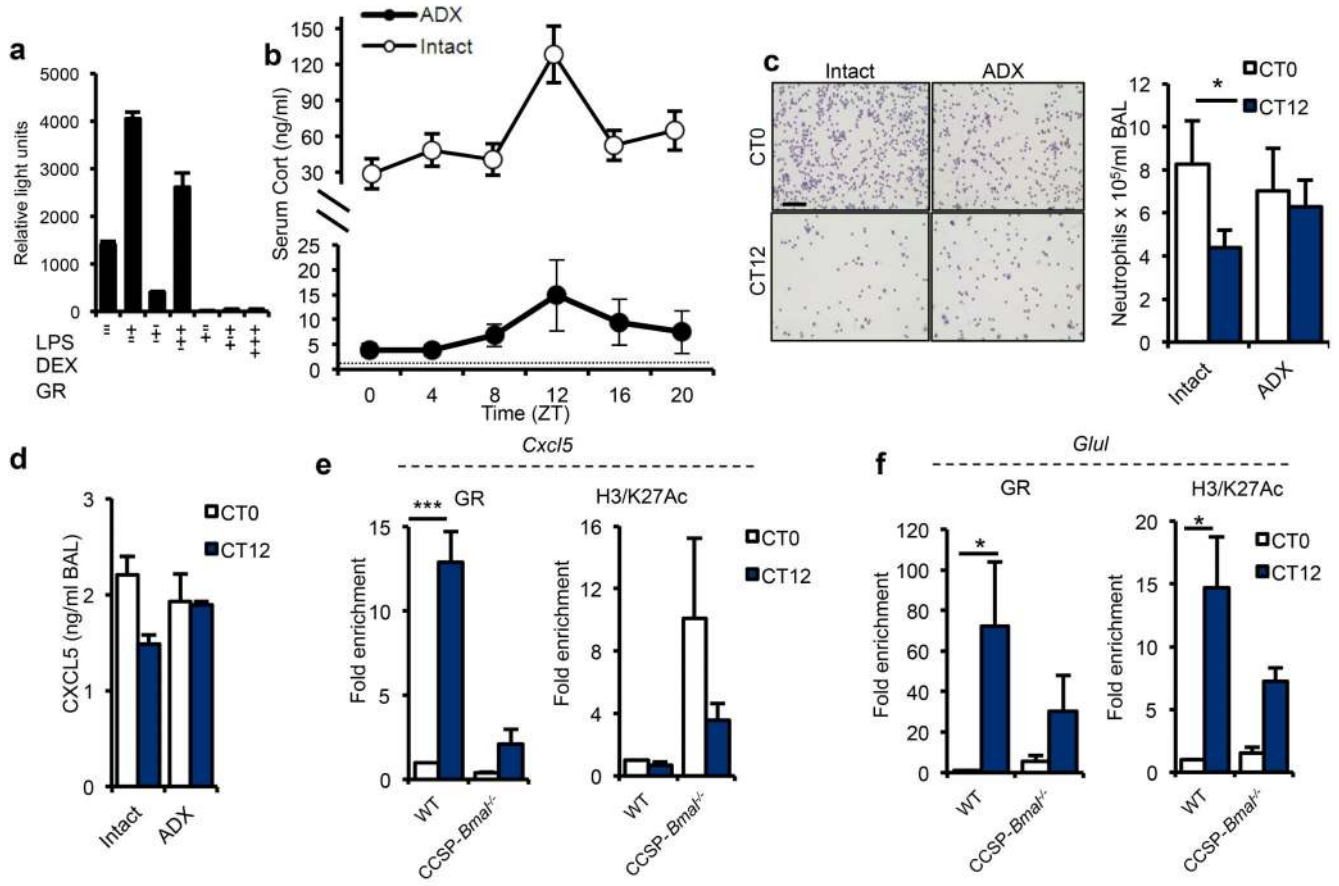 a
5000
4000
3000
2000
1000
0
Relative light units
LPS
DEX
GR
b
ADX
Intact
150
120
90
60
30
25
20
15
10
5
0
Serum Cort (ng/ml)
0 4 8 12 16 20
Time (ZT)
c
Intact ADX
CT0
CT12
12
10
8
6
4
2
0
Neutrophils x 10⁵/ml BAL
*
CT0
CT12
Intact ADX
d
3
2
1
0
CXCL5 (ng/ml BAL)
CT0
CT12
Intact ADX
e
Cxcl5
GR
***
15
10
5
0
Fold enrichment
WT CCSP-Bmal-/-
H3/K27Ac
16
12
8
4
0
Fold enrichment
CT0
CT12
WT CCSP-Bmal-/-
f
Glul
GR
*
120
100
80
60
40
20
0
Fold enrichment
WT CCSP-Bmal-/-
H3/K27Ac
*
20
15
10
5
0
Fold enrichment
CT0
CT12
WT CCSP-Bmal-/-